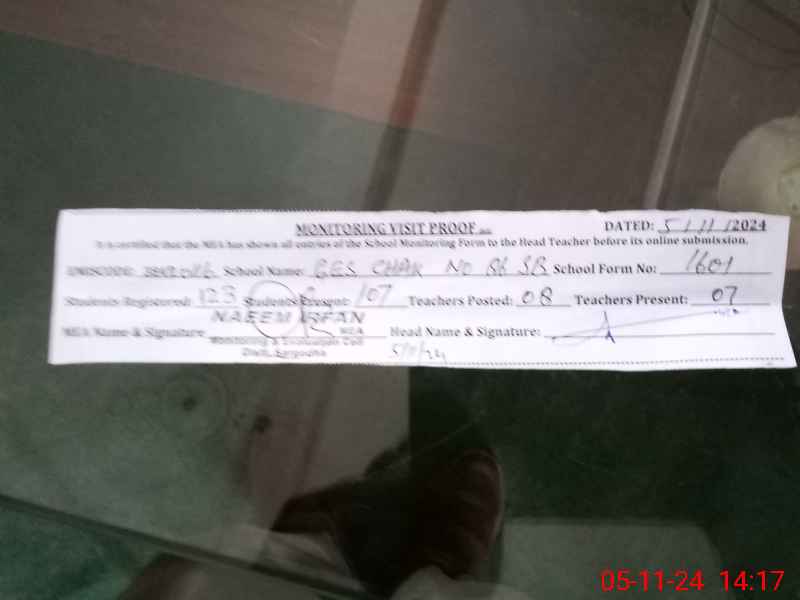 MONITORING VISIT PROOF
DATED: 5/11/2024
It is certified that the MEA has shown all entries of the School Monitoring Form to the Head Teacher before its online submission.
EMISCODE: School Name: GES CHAK NO 86 SB School Form No: 1601
Students Registered: 123 Students Present: 107 Teachers Posted: 08 Teachers Present: 07
NAEEM IRFAN
MEA
MEA Name & Signature: Head Name & Signature:
Monitoring & Evaluation Cell
Distt. Sargodha
5/11/24
05-11-24 14:17